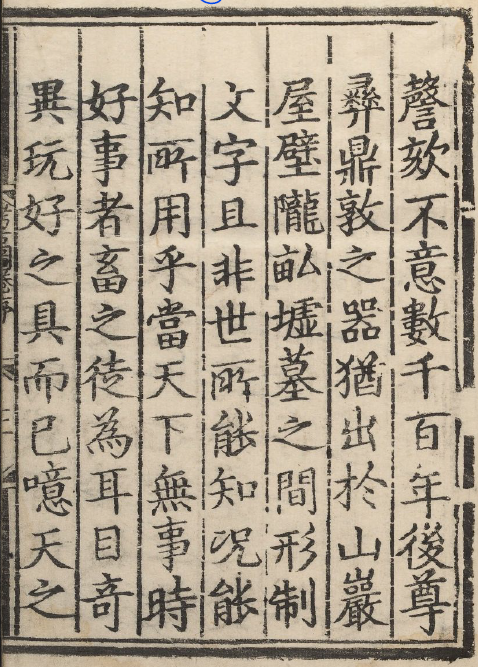 謦欬不意數千百年後尊
彝鼎敦之器猶出於山巖
屋壁隴畝墟墓之間形制
文字且非世所能知况能
知所用乎當天下無事時
好事者畜之徒為耳目奇
異玩好之具而已噫天之